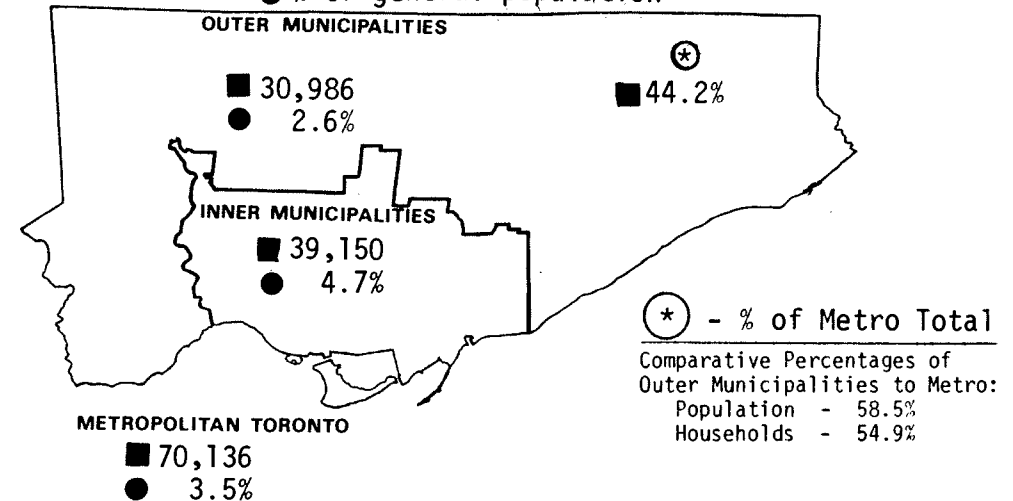 OUTER MUNICIPALITIES
30,986
2.6%
*
44.2%
INNER MUNICIPALITIES
39,150
4.7%
* - % of Metro Total
Comparative Percentages of
Outer Municipalities to Metro:
Population - 58.5%
Households - 54.9%
METROPOLITAN TORONTO
70,136
3.5%